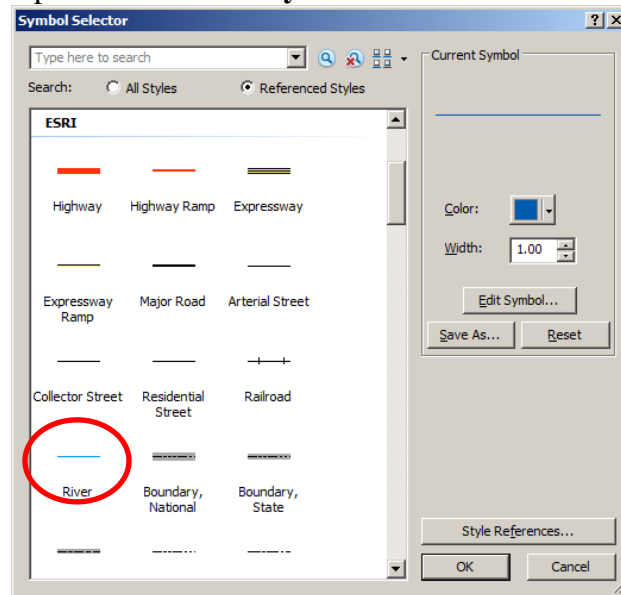 Symbol Selector
Type here to search
Search: All Styles Referenced Styles
ESRI
Highway Highway Ramp Expressway
Expressway Ramp Major Road Arterial Street
Collector Street Residential Street Railroad
River Boundary, National Boundary, State
Current Symbol
Color:
Width: 1.00
Edit Symbol...
Save As... Reset
Style References...
OK Cancel